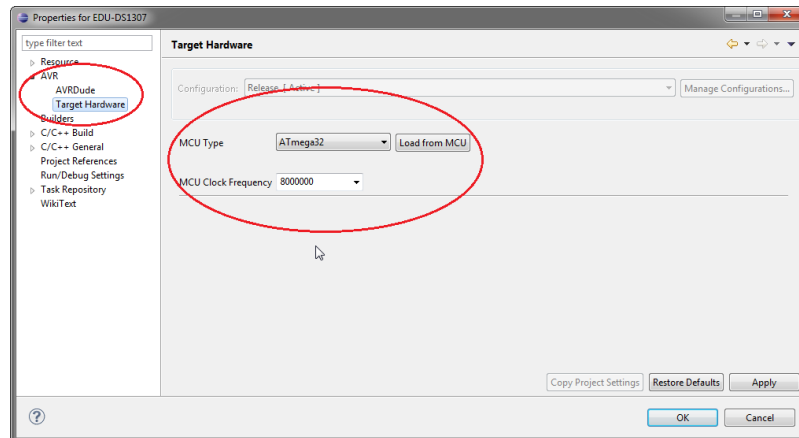 Properties for EDU-DS1307
type filter text
Target Hardware
Resource
AVR
AVRDude
Target Hardware
Builders
C/C++ Build
C/C++ General
Project References
Run/Debug Settings
Task Repository
WikiText
Configuration: Release [ Active ]
Manage Configurations...
MCU Type ATmega32 Load from MCU
MCU Clock Frequency 8000000
Copy Project Settings Restore Defaults Apply
? OK Cancel